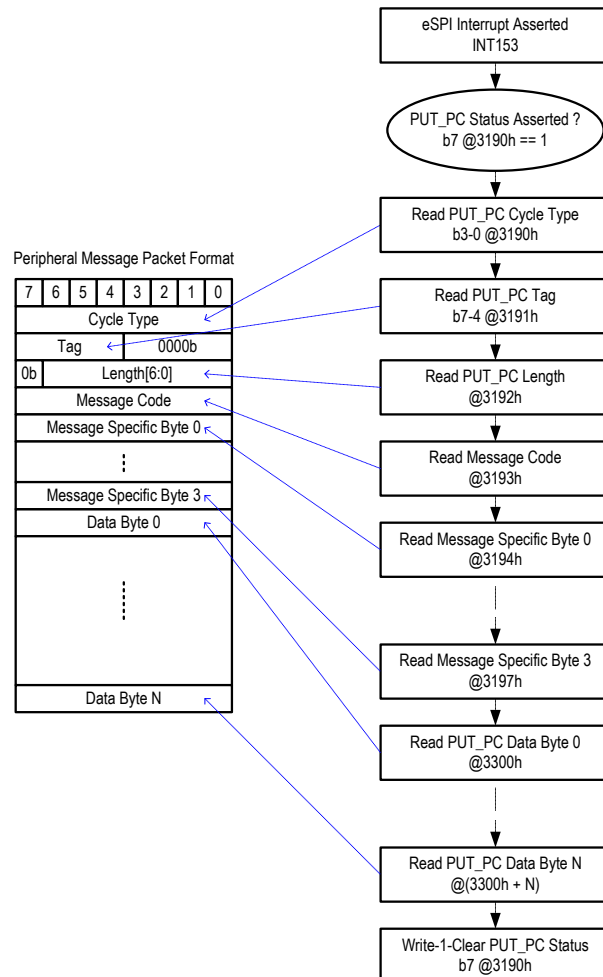 eSPI Interrupt Asserted
INT153
PUT_PC Status Asserted ?
b7 @3190h == 1
Read PUT_PC Cycle Type
b3-0 @3190h
Read PUT_PC Tag
b7-4 @3191h
Read PUT_PC Length
@3192h
Read Message Code
@3193h
Read Message Specific Byte 0
@3194h
Read Message Specific Byte 3
@3197h
Read PUT_PC Data Byte 0
@3300h
Read PUT_PC Data Byte N
@(3300h + N)
Write-1-Clear PUT_PC Status
b7 @3190h
Peripheral Message Packet Format
7 6 5 4 3 2 1 0
Cycle Type
Tag 0000b
0b Length[6:0]
Message Code
Message Specific Byte 0
Message Specific Byte 3
Data Byte 0
Data Byte N